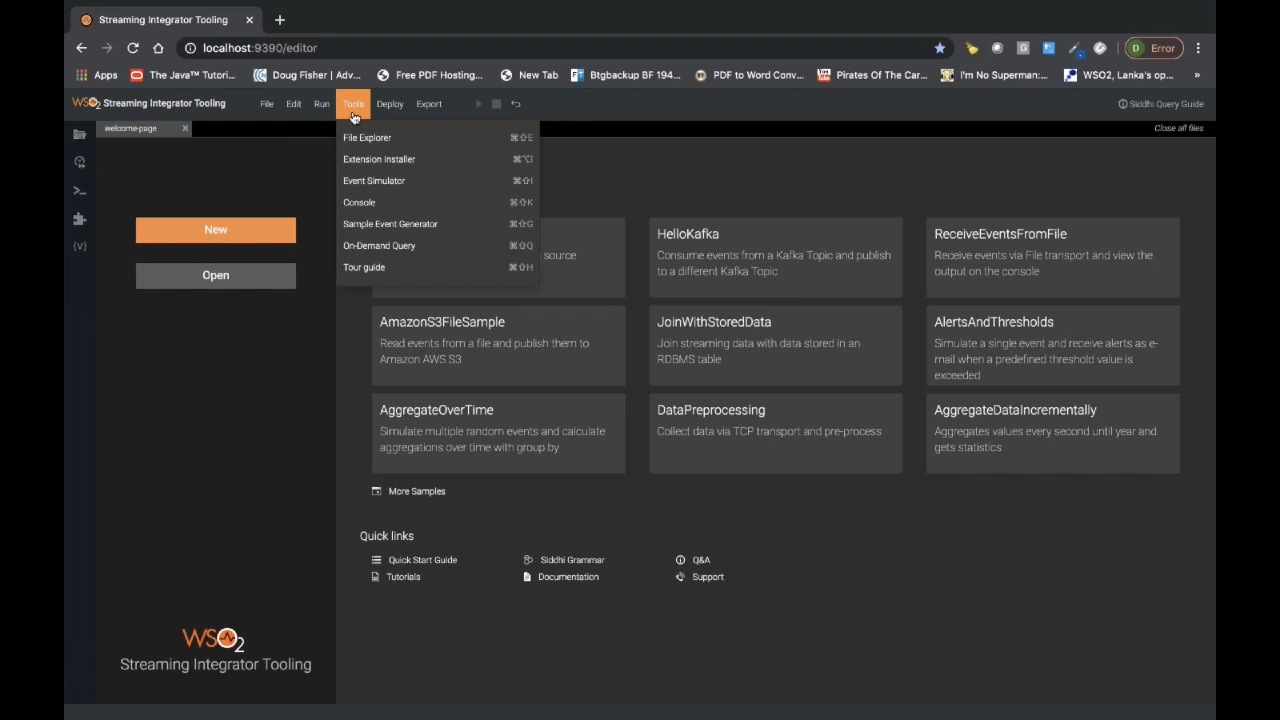 Streaming Integrator Tooling
localhost:9390/editor
D Error
Apps
The Java™ Tutori...
Doug Fisher | Adv...
Free PDF Hosting...
New Tab
Btgbackup BF 194...
PDF to Word Conv...
Pirates Of The Car...
I'm No Superman:...
WSO2, Lanka's op...
»
WSO2 Streaming Integrator Tooling
File
Edit
Run
Tools
Deploy
Export
Siddhi Query Guide
welcome-page
Close all files
File Explorer ⌘⇧E
Extension Installer ⌘⌥I
Event Simulator ⌘⇧I
Console ⌘⇧K
Sample Event Generator ⌘⇧G
On-Demand Query ⌘⇧Q
Tour guide ⌘⇧H
New
Open
source
HelloKafka
Consume events from a Kafka Topic and publish
to a different Kafka Topic
ReceiveEventsFromFile
Receive events via File transport and view the
output on the console
AmazonS3FileSample
Read events from a file and publish them to
Amazon AWS S3
JoinWithStoredData
Join streaming data with data stored in an
RDBMS table
AlertsAndThresholds
Simulate a single event and receive alerts as e-
mail when a predefined threshold value is
exceeded
AggregateOverTime
Simulate multiple random events and calculate
aggregations over time with group by
DataPreprocessing
Collect data via TCP transport and pre-process
AggregateDataIncrementally
Aggregates values every second until year and
gets statistics
More Samples
Quick links
Quick Start Guide
Siddhi Grammar
Q&A
Tutorials
Documentation
Support
WSO2
Streaming Integrator Tooling